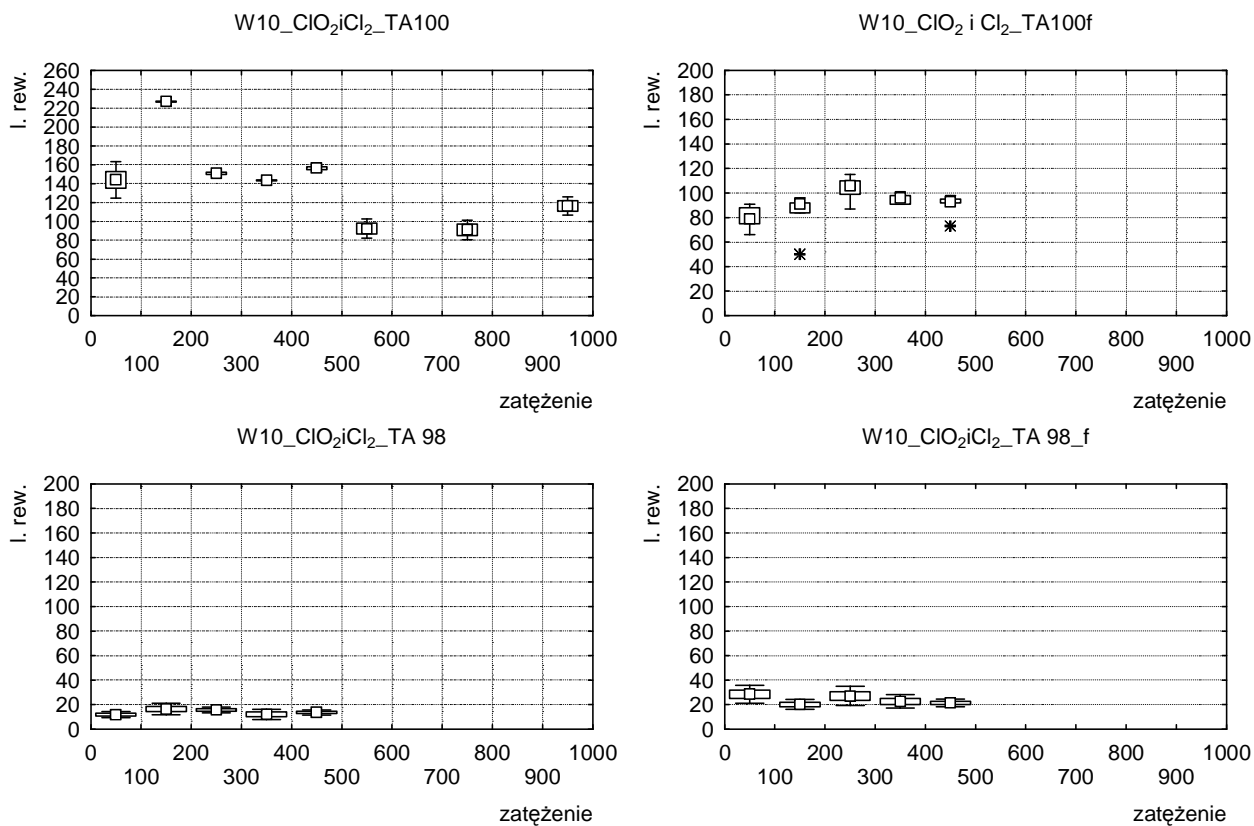 W10_ClO₂iCl₂_TA100
l. rew.
260
240
220
200
180
160
140
120
100
80
60
40
20
0
0 200 400 600 800 1000
100 300 500 700 900
zatężenie
W10_ClO₂ i Cl₂_TA100f
l. rew.
200
180
160
140
120
100
80
60
40
20
0
0 200 400 600 800 1000
100 300 500 700 900
zatężenie
W10_ClO₂iCl₂_TA 98
l. rew.
200
180
160
140
120
100
80
60
40
20
0
0 200 400 600 800 1000
100 300 500 700 900
zatężenie
W10_ClO₂iCl₂_TA 98_f
l. rew.
200
180
160
140
120
100
80
60
40
20
0
0 200 400 600 800 1000
100 300 500 700 900
zatężenie